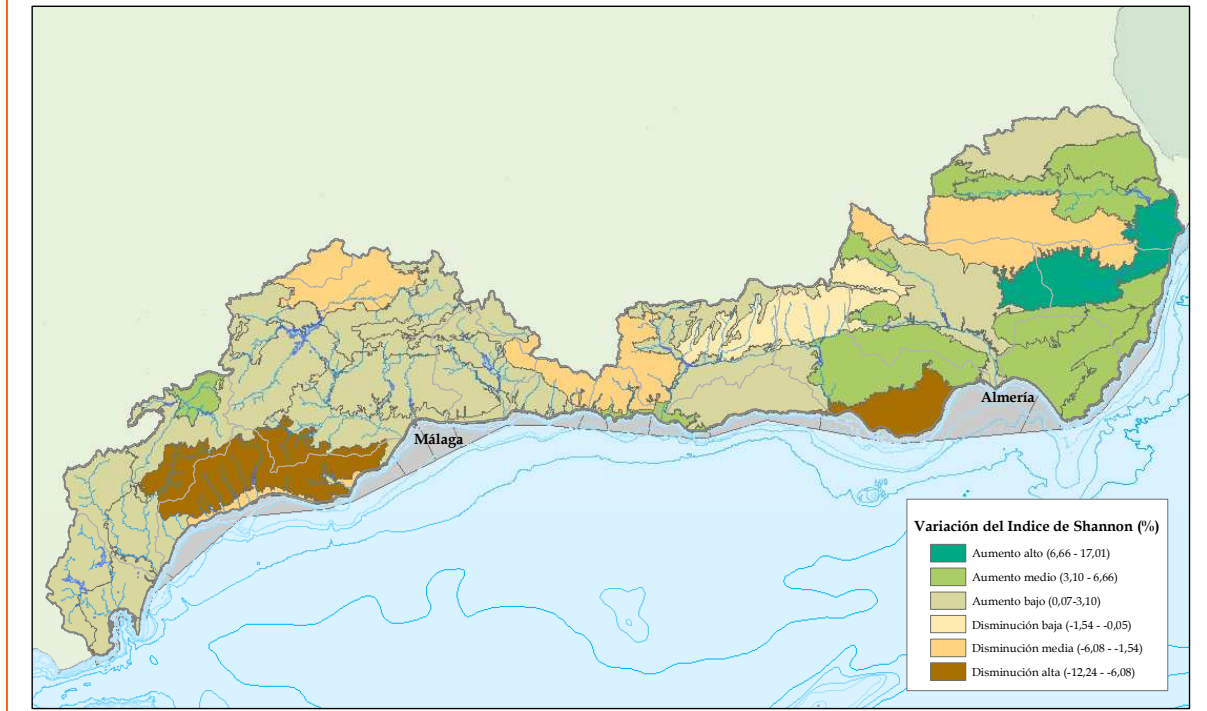 Málaga
Almería
Variación del Indice de Shannon (%)
Aumento alto (6,66 - 17,01)
Aumento medio (3,10 - 6,66)
Aumento bajo (0,07-3,10)
Disminución baja (-1,54 - -0,05)
Disminución media (-6,08 - -1,54)
Disminución alta (-12,24 - -6,08)